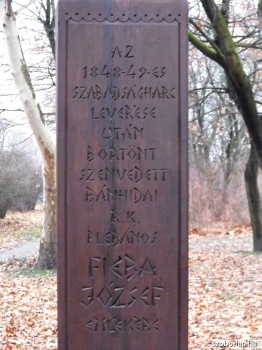 AZ
1848-49-ES
SZABADSÁGHARC
LEVERÉSE
UTÁN
BÖRTÖNT
SZENVEDETT
BÁNHIDAI
R.K.
PLÉBÁNOS
FIEBA
JÓZSEF
EMLÉKÉRE
szoborlap.hu